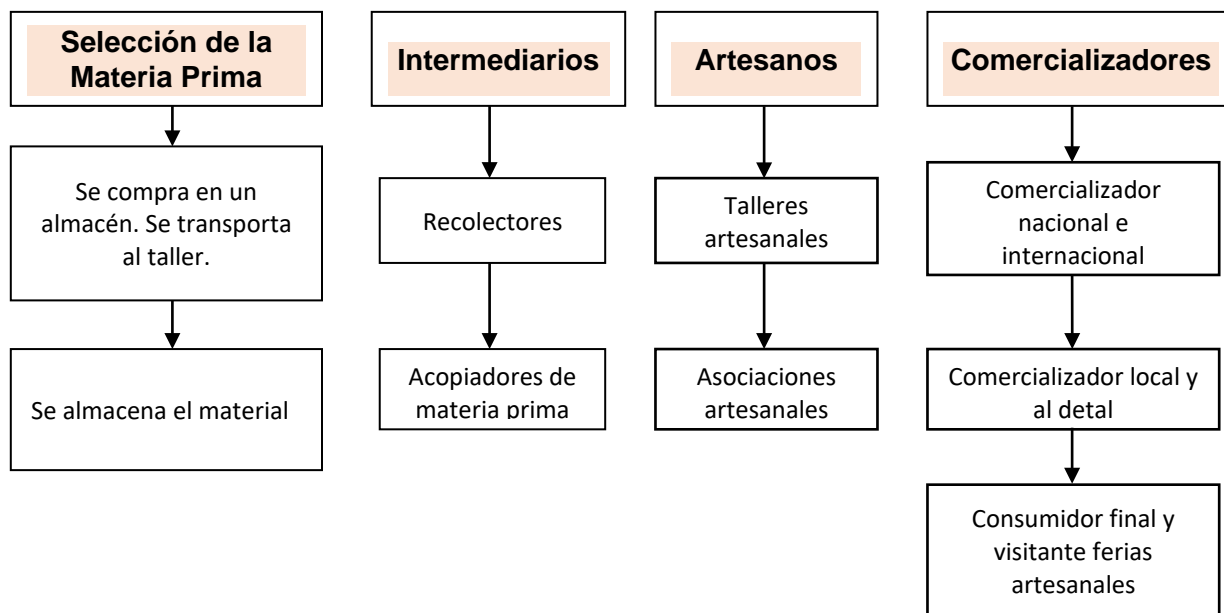 Selección de la
Materia Prima
Intermediarios
Artesanos
Comercializadores
Se compra en un
almacén. Se transporta
al taller.
Recolectores
Talleres
artesanales
Comercializador
nacional e
internacional
Se almacena el material
Acopiadores de
materia prima
Asociaciones
artesanales
Comercializador local y
al detal
Consumidor final y
visitante ferias
artesanales